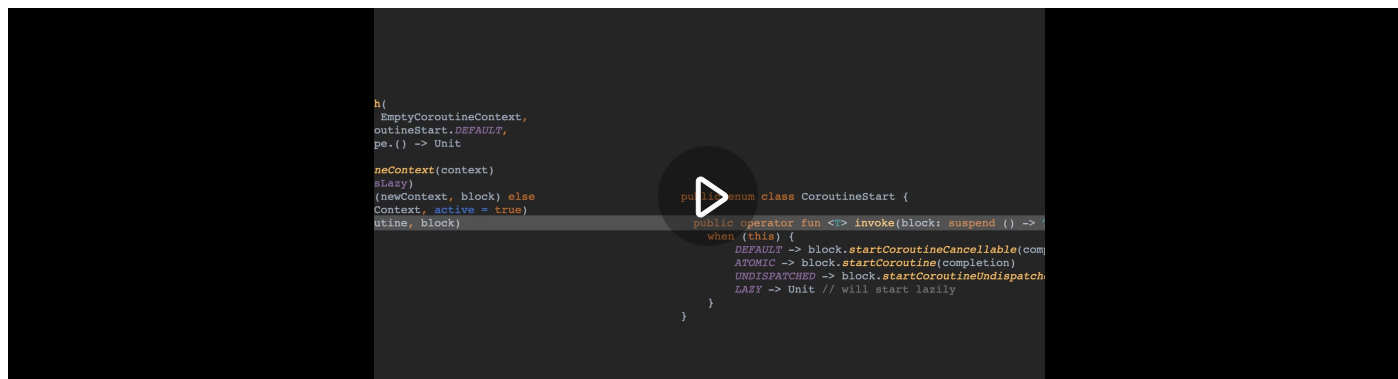 h(
EmptyCoroutineContext,
outineStart.DEFAULT,
pe.() -> Unit
neContext(context)
sLazy)
(newContext, block) else
Context, active = true)
utine, block)
public enum class CoroutineStart {
public operator fun <T> invoke(block: suspend () ->
when (this) {
DEFAULT -> block.startCoroutineCancellable(com
ATOMIC -> block.startCoroutine(completion)
UNDISPATCHED -> block.startCoroutineUndispatch
LAZY -> Unit // will start lazily
}
}